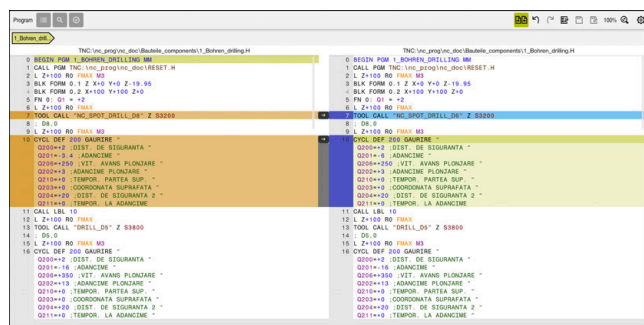 Program
100%
1_Bohren_drill..
TNC:\nc_prog\nc_doc\Bauteile_components\1_Bohren_drilling.H
0 BEGIN PGM 1_BOHREN_DRILLING MM
1 CALL PGM TNC:\nc_prog\nc_doc\RESET.H
2 L Z+100 R0 FMAX M3
3 BLK FORM 0.1 Z X+0 Y+0 Z-19.95
4 BLK FORM 0.2 X+100 Y+100 Z+0
5 FN 0: Q1 = +2
6 L Z+100 R0 FMAX
7 TOOL CALL "NC_SPOT_DRILL_D8" Z S3200
8 ; D8,0
9 L Z+100 R0 FMAX M3
10 CYCL DEF 200 GAURIRE ~
Q200=+2 ;DIST. DE SIGURANTA ~
Q201=-3.4 ;ADANCIME ~
Q206=+250 ;VIT. AVANS PLONJARE ~
Q202=+3 ;ADANCIME PLONJARE ~
Q210=+0 ;TEMPOR. PARTEA SUP. ~
Q203=+0 ;COORDONATA SUPRAFATA ~
Q204=+20 ;DIST. DE SIGURANTA 2 ~
Q211=+0 ;TEMPOR. LA ADANCIME
11 CALL LBL 10
12 L Z+100 R0 FMAX
13 TOOL CALL "DRILL_D5" Z S3800
14 ; D5,0
15 L Z+100 R0 FMAX M3
16 CYCL DEF 200 GAURIRE ~
Q200=+2 ;DIST. DE SIGURANTA ~
Q201=-16 ;ADANCIME ~
Q206=+350 ;VIT. AVANS PLONJARE ~
Q202=+13 ;ADANCIME PLONJARE ~
Q210=+0 ;TEMPOR. PARTEA SUP. ~
Q203=+0 ;COORDONATA SUPRAFATA ~
Q204=+20 ;DIST. DE SIGURANTA 2 ~
Q211=+0 ;TEMPOR. LA ADANCIME ~
TNC:\nc_prog\nc_doc\Bauteile_components\1_Bohren_drilling.H
0 BEGIN PGM 1_BOHREN_DRILLING MM
1 CALL PGM TNC:\nc_prog\nc_doc\RESET.H
2 L Z+100 R0 FMAX M3
3 BLK FORM 0.1 Z X+0 Y+0 Z-19.95
4 BLK FORM 0.2 X+100 Y+100 Z+0
5 FN 0: Q1 = +2
6 L Z+100 R0 FMAX
7 TOOL CALL "NC_SPOT_DRILL_D6" Z S3200
8 ; D8,0
9 L Z+100 R0 FMAX M3
10 CYCL DEF 200 GAURIRE ~
Q200=+2 ;DIST. DE SIGURANTA ~
Q201=-6 ;ADANCIME ~
Q206=+250 ;VIT. AVANS PLONJARE ~
Q202=+3 ;ADANCIME PLONJARE ~
Q210=+0 ;TEMPOR. PARTEA SUP. ~
Q203=+0 ;COORDONATA SUPRAFATA ~
Q204=+20 ;DIST. DE SIGURANTA 2 ~
Q211=+0 ;TEMPOR. LA ADANCIME
11 CALL LBL 10
12 L Z+100 R0 FMAX
13 TOOL CALL "DRILL_D5" Z S3800
14 ; D5,0
15 L Z+100 R0 FMAX M3
16 CYCL DEF 200 GAURIRE ~
Q200=+2 ;DIST. DE SIGURANTA ~
Q201=-16 ;ADANCIME ~
Q206=+350 ;VIT. AVANS PLONJARE ~
Q202=+13 ;ADANCIME PLONJARE ~
Q210=+0 ;TEMPOR. PARTEA SUP. ~
Q203=+0 ;COORDONATA SUPRAFATA ~
Q204=+20 ;DIST. DE SIGURANTA 2 ~
Q211=+0 ;TEMPOR. LA ADANCIME ~